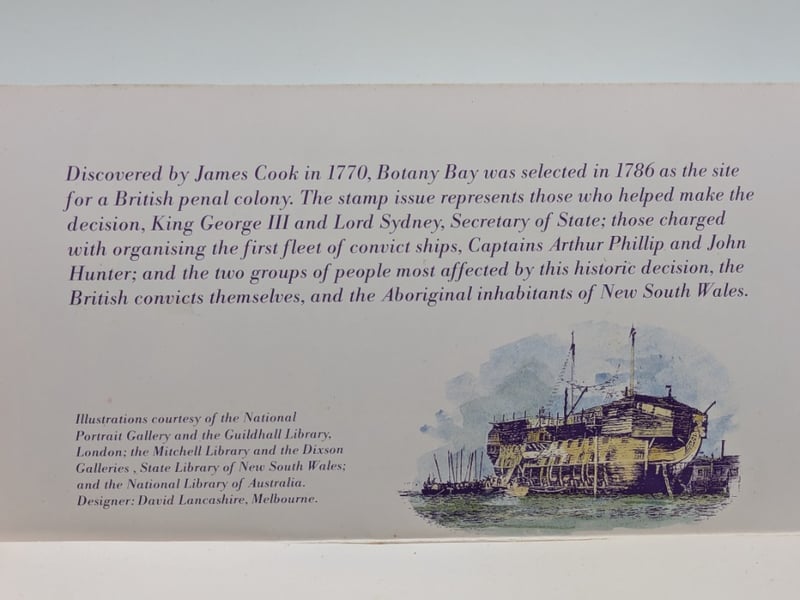 Discovered by James Cook in 1770, Botany Bay was selected in 1786 as the site
for a British penal colony. The stamp issue represents those who helped make the
decision, King George III and Lord Sydney, Secretary of State; those charged
with organising the first fleet of convict ships, Captains Arthur Phillip and John
Hunter; and the two groups of people most affected by this historic decision, the
British convicts themselves, and the Aboriginal inhabitants of New South Wales.
Illustrations courtesy of the National
Portrait Gallery and the Guildhall Library,
London; the Mitchell Library and the Dixson
Galleries , State Library of New South Wales;
and the National Library of Australia.
Designer: David Lancashire, Melbourne.